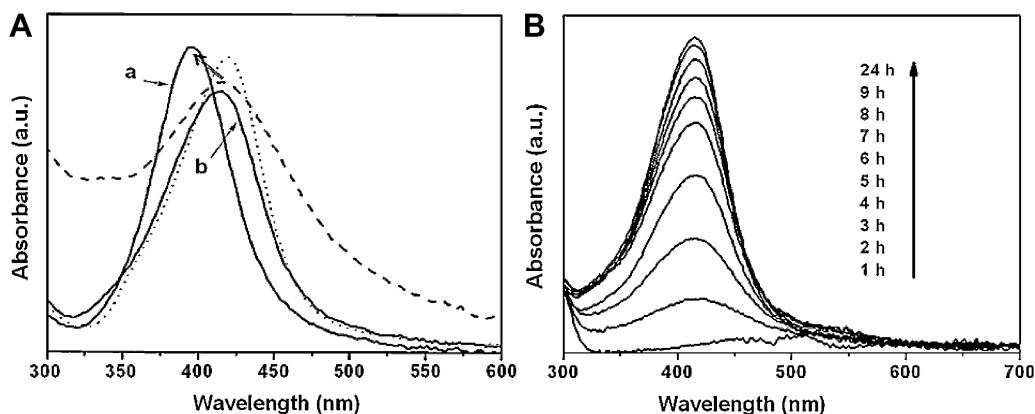 A
a
b
Absorbance (a.u.)
300 350 400 450 500 550 600
Wavelength (nm)
B
24 h
9 h
8 h
7 h
6 h
5 h
4 h
3 h
2 h
1 h
Absorbance (a.u.)
300 400 500 600 700
Wavelength (nm)